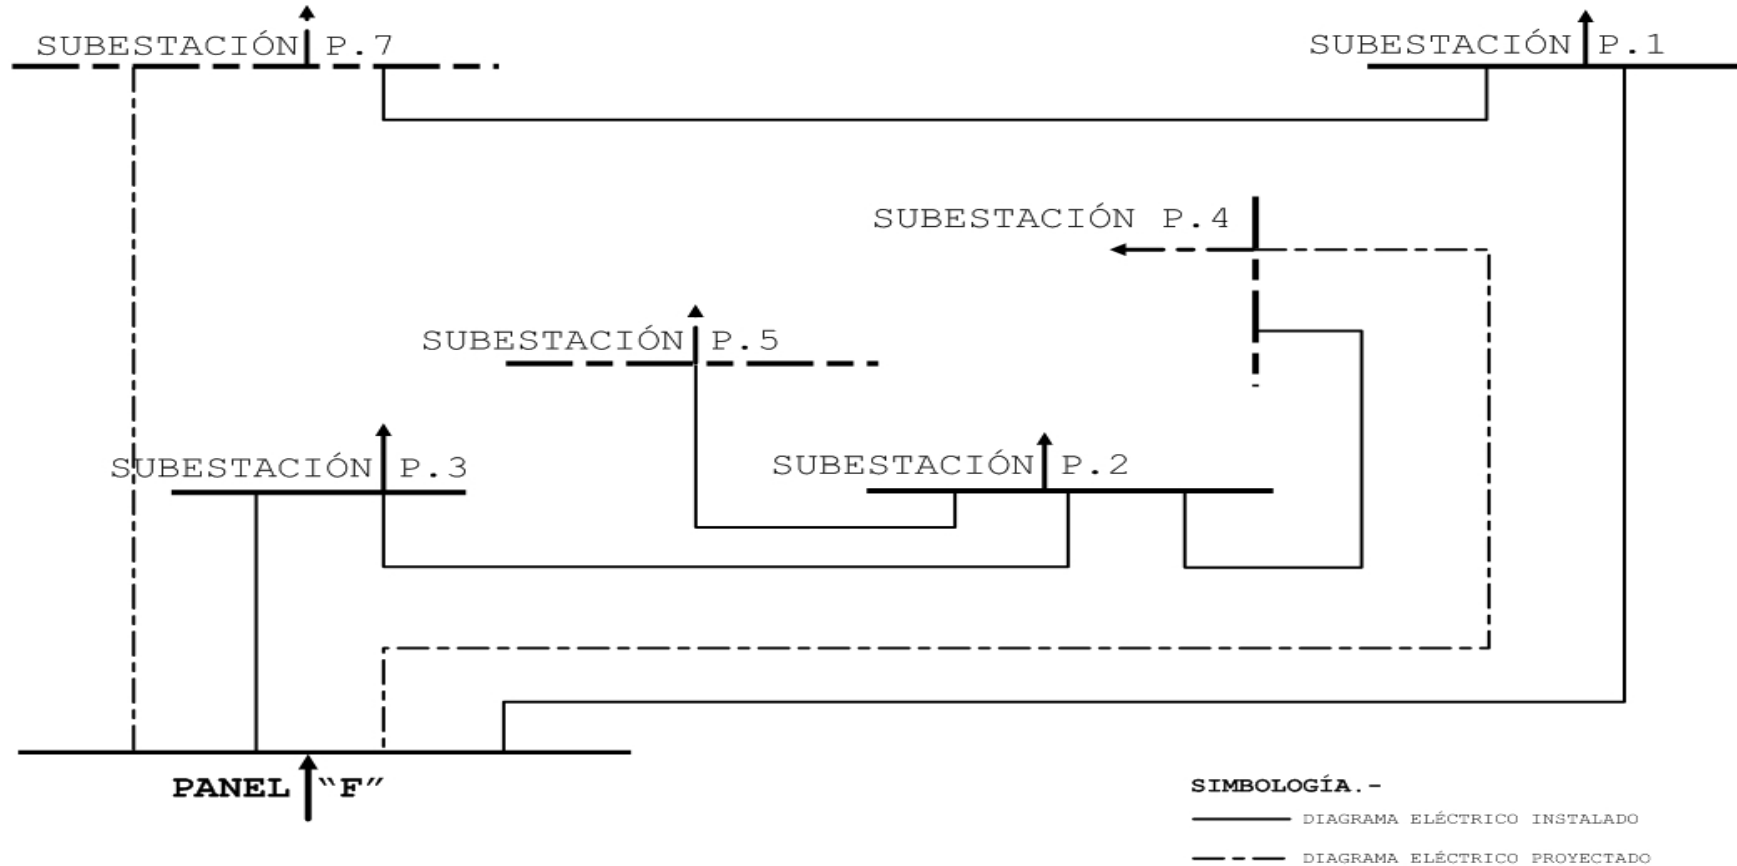 SUBESTACIÓN P.7
SUBESTACIÓN P.1
SUBESTACIÓN P.4
SUBESTACIÓN P.5
SUBESTACIÓN P.3
SUBESTACIÓN P.2
PANEL “F”
SIMBOLOGÍA.-
DIAGRAMA ELÉCTRICO INSTALADO
DIAGRAMA ELÉCTRICO PROYECTADO